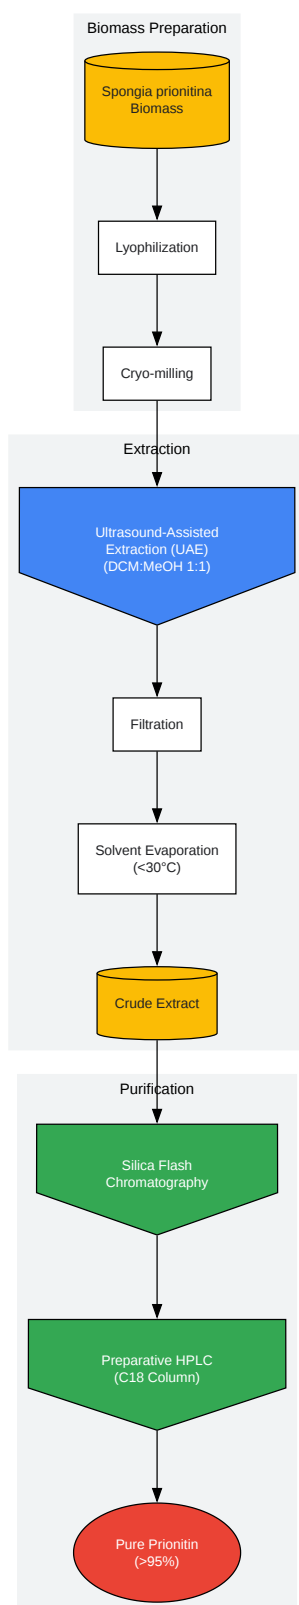 Biomass Preparation
Spongia prionitina
Biomass
Lyophilization
Cryo-milling
Extraction
Ultrasound-Assisted
Extraction (UAE)
(DCM:MeOH 1:1)
Filtration
Solvent Evaporation
(<30°C)
Crude Extract
Purification
Silica Flash
Chromatography
Preparative HPLC
(C18 Column)
Pure Prionitin
(>95%)